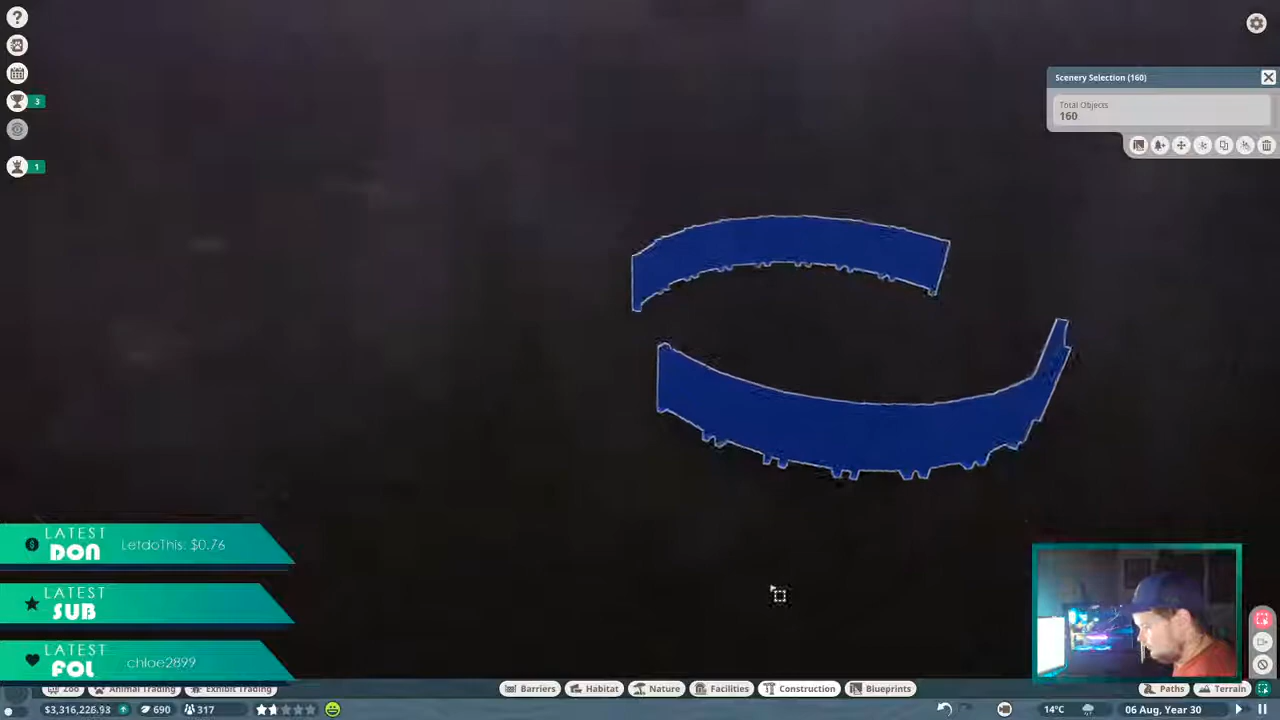 ?
3
1
Scenery Selection (160)
Total Objects
160
LATEST
DON
LetdoThis: $0.76
LATEST
SUB
LATEST
FOL
chloe2899
Zoo
Animal Trading
Exhibit Trading
Barriers
Habitat
Nature
Facilities
Construction
Blueprints
Paths
Terrain
$3,316,226.93
690
317
14°C
06 Aug, Year 30